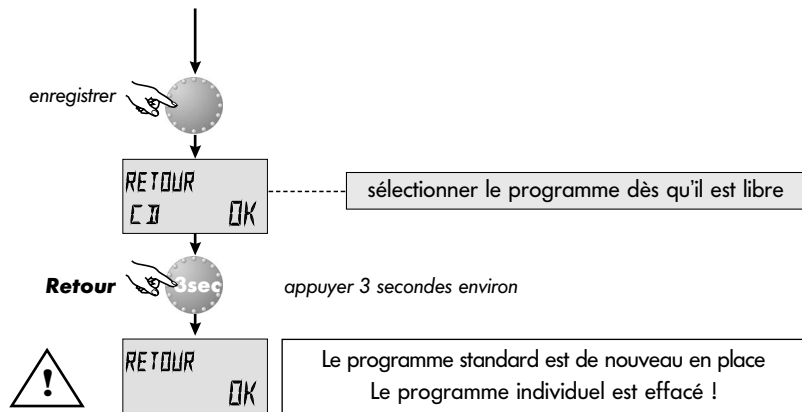 enregistrer
RETOUR
CD OK
sélectionner le programme dès qu'il est libre
Retour
3sec
appuyer 3 secondes environ
!
RETOUR
OK
Le programme standard est de nouveau en place
Le programme individuel est effacé !